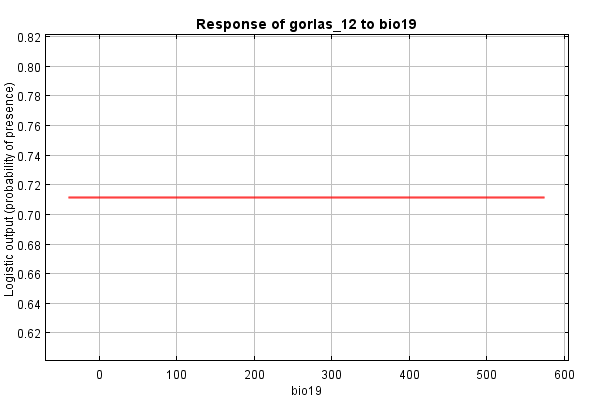 Response of gorlas_12 to bio19
Logistic output (probability of presence)
0.82
0.80
0.78
0.76
0.74
0.72
0.70
0.68
0.66
0.64
0.62
0 100 200 300 400 500 600
bio19